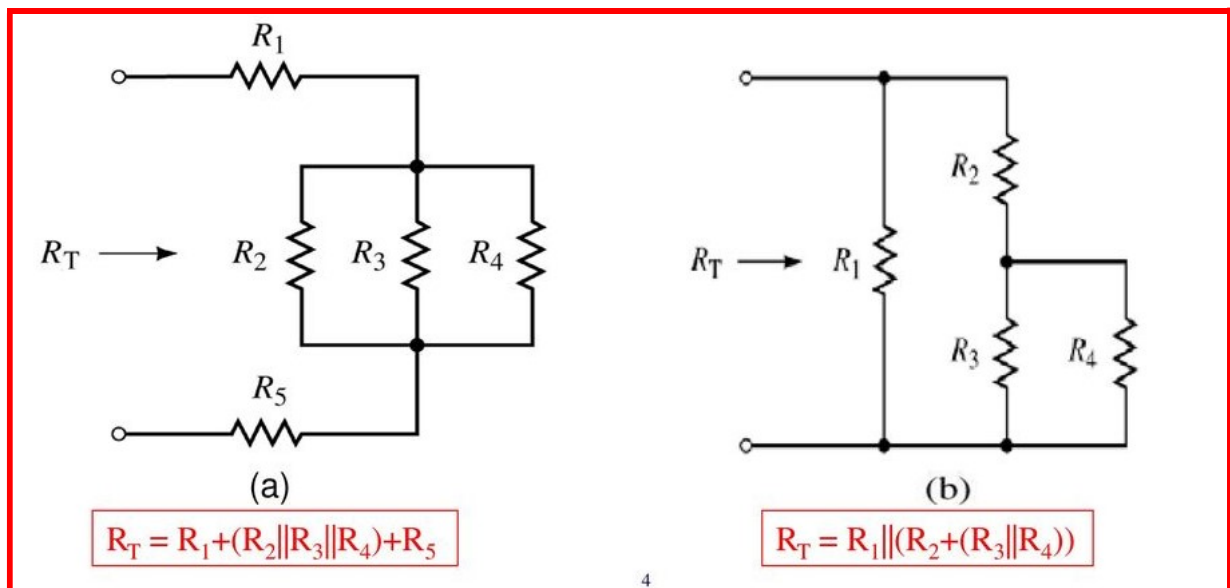 R1
RT
R2
R3
R4
R5
(a)
RT = R1+(R2||R3||R4)+R5
R2
RT
R1
R3
R4
(b)
RT = R1||(R2+(R3||R4))
4